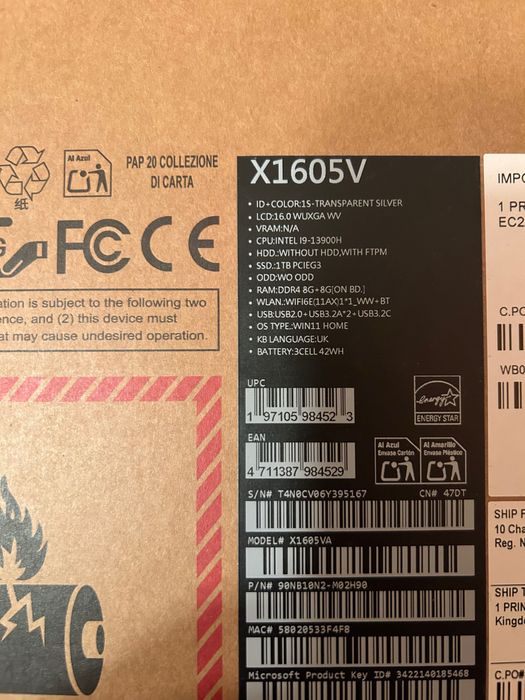 Al Azul
PAP 20 COLLEZIONE
DI CARTA
纸
FC CE
ation is subject to the following two
ence, and (2) this device must
at may cause undesired operation.
X1605V
• ID+COLOR:1S-TRANSPARENT SILVER
• LCD:16.0 WUXGA WV
• VRAM:N/A
• CPU:INTEL I9-13900H
• HDD:WITHOUT HDD,WITH FTPM
• SSD:1TB PCIEG3
• ODD:WO ODD
• RAM:DDR4 8G+8G[ON BD.]
• WLAN:WIFI6E(11AX)1*1_WW+BT
• USB:USB2.0+USB3.2A*2+USB3.2C
• OS TYPE:WIN11 HOME
• KB LANGUAGE:UK
• BATTERY:3CELL 42WH
UPC
1 97105 98452 3
energy
ENERGY STAR
EAN
4 711387 984529
Al Azul
Envase Cartón
Al Amarillo
Envase Plástico
S/N# T4N0CV06Y395167 CN# 47DT
MODEL# X1605VA
P/N# 90NB10N2-M02H90
MAC# 58020533F4FB
Microsoft Product Key ID# 3422140185468
IMPO
1 PR
EC2
C.PO
WB0
SHIP F
10 Cha
Reg. N
SHIP T
1 PRIN
Kingdo
C.PO#